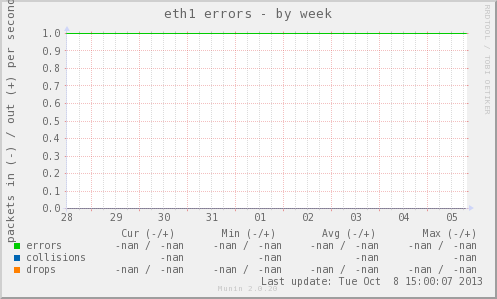 eth1 errors - by week
RRDTOOL / TOBI OETIKER
packets in (-) / out (+) per second
1.0
0.9
0.8
0.7
0.6
0.5
0.4
0.3
0.2
0.1
0.0
28 29 30 31 01 02 03 04 05
Cur (-/+) Min (-/+) Avg (-/+) Max (-/+)
errors -nan / -nan -nan / -nan -nan / -nan -nan / -nan
collisions -nan -nan -nan -nan
drops -nan / -nan -nan / -nan -nan / -nan -nan / -nan
Last update: Tue Oct 8 15:00:07 2013
Munin 2.0.20